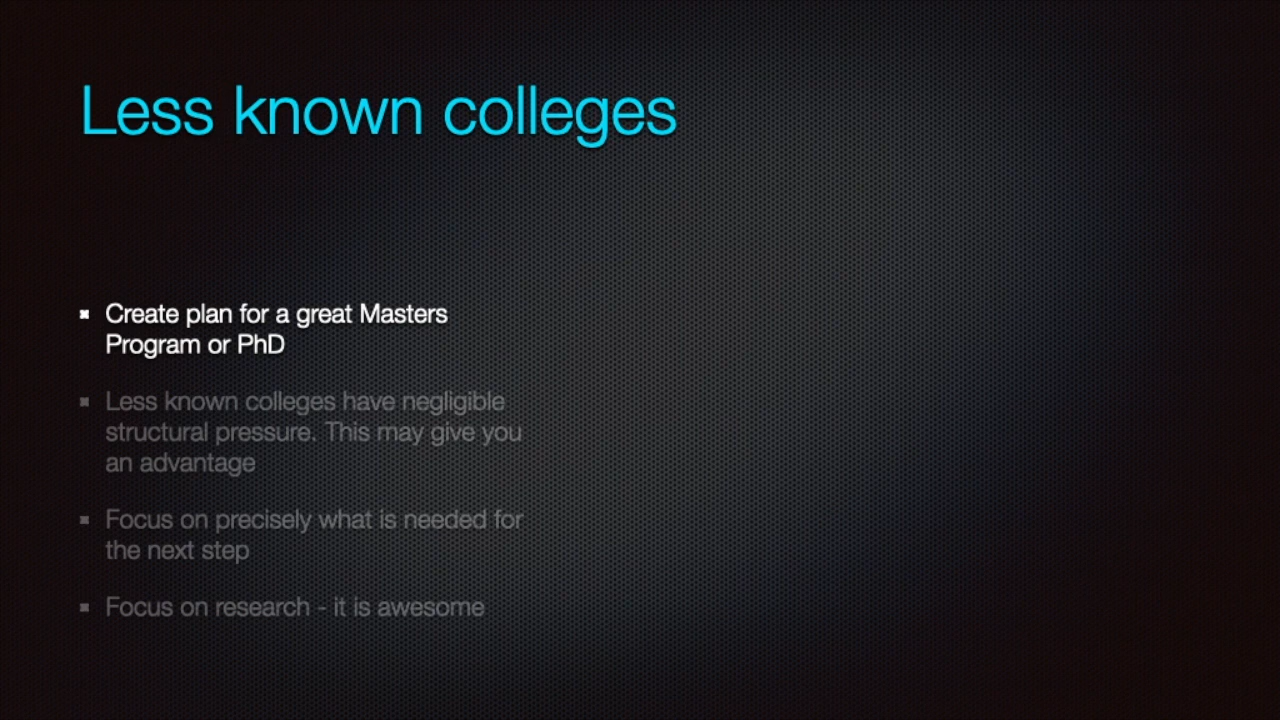 Less known colleges
Create plan for a great Masters
Program or PhD
Less known colleges have negligible
structural pressure. This may give you
an advantage
Focus on precisely what is needed for
the next step
Focus on research - it is awesome